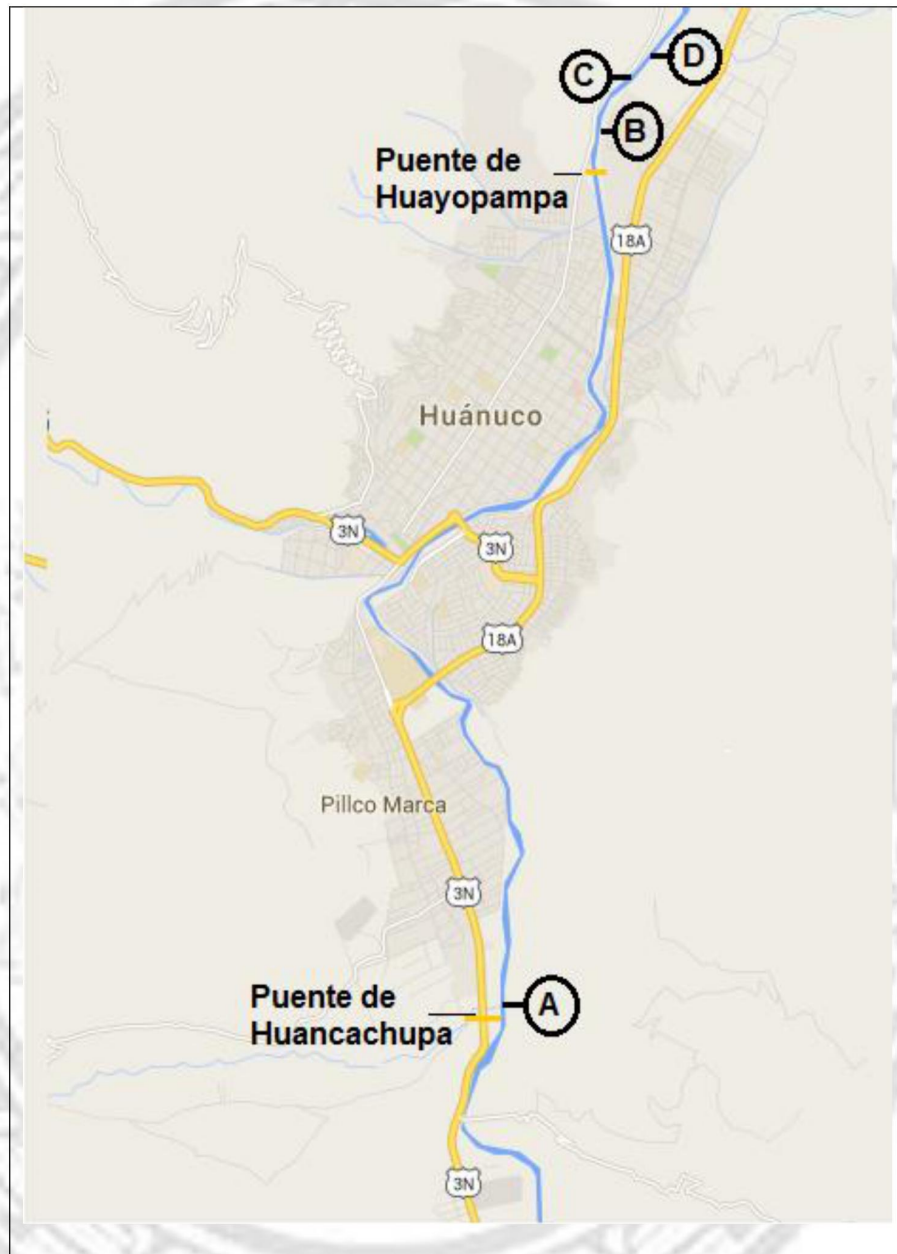 D
C
B
Puente de
Huayopampa
18A
Huánuco
3N
3N
18A
Pillco Marca
3N
Puente de
Huancachupa
A
3N